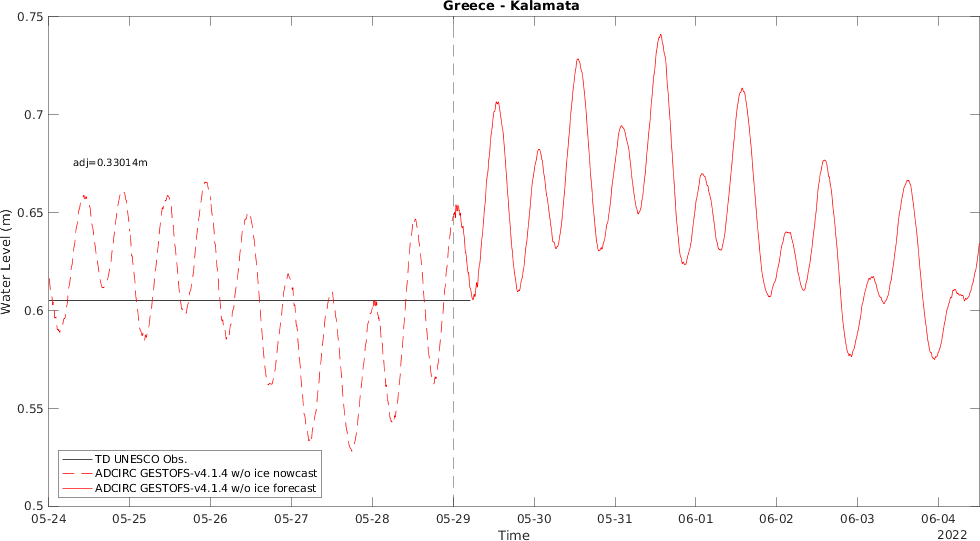 Greece - Kalamata
0.75
0.7
0.65
0.6
0.55
0.5
Water Level (m)
adj=0.33014m
TD UNESCO Obs.
ADCIRC GESTOFS-v4.1.4 w/o ice nowcast
ADCIRC GESTOFS-v4.1.4 w/o ice forecast
05-24 05-25 05-26 05-27 05-28 05-29 05-30 05-31 06-01 06-02 06-03 06-04
Time
2022